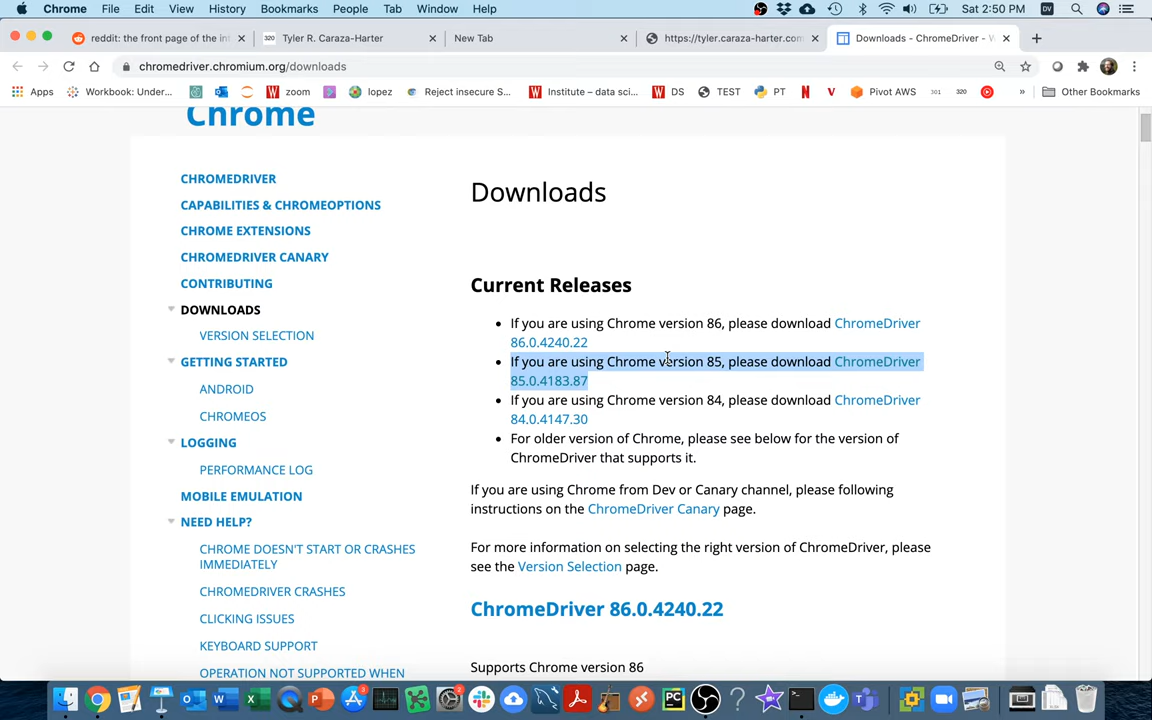 Chrome File Edit View History Bookmarks People Tab Window Help Sat 2:50 PM DV
reddit: the front page of the int 320 Tyler R. Caraza-Harter New Tab https://tyler.caraza-harter.com Downloads - ChromeDriver - W
chromedriver.chromium.org/downloads
Apps Workbook: Under... zoom lopez Reject insecure S... Institute – data sci... DS TEST PT Pivot AWS 301 320 » Other Bookmarks
Chrome
CHROMEDRIVER
CAPABILITIES & CHROMEOPTIONS
CHROME EXTENSIONS
CHROMEDRIVER CANARY
CONTRIBUTING
DOWNLOADS
VERSION SELECTION
GETTING STARTED
ANDROID
CHROMEOS
LOGGING
PERFORMANCE LOG
MOBILE EMULATION
NEED HELP?
CHROME DOESN'T START OR CRASHES
IMMEDIATELY
CHROMEDRIVER CRASHES
CLICKING ISSUES
KEYBOARD SUPPORT
OPERATION NOT SUPPORTED WHEN
Downloads
Current Releases
• If you are using Chrome version 86, please download ChromeDriver
86.0.4240.22
• If you are using Chrome version 85, please download ChromeDriver
85.0.4183.87
• If you are using Chrome version 84, please download ChromeDriver
84.0.4147.30
• For older version of Chrome, please see below for the version of
ChromeDriver that supports it.
If you are using Chrome from Dev or Canary channel, please following
instructions on the ChromeDriver Canary page.
For more information on selecting the right version of ChromeDriver, please
see the Version Selection page.
ChromeDriver 86.0.4240.22
Supports Chrome version 86